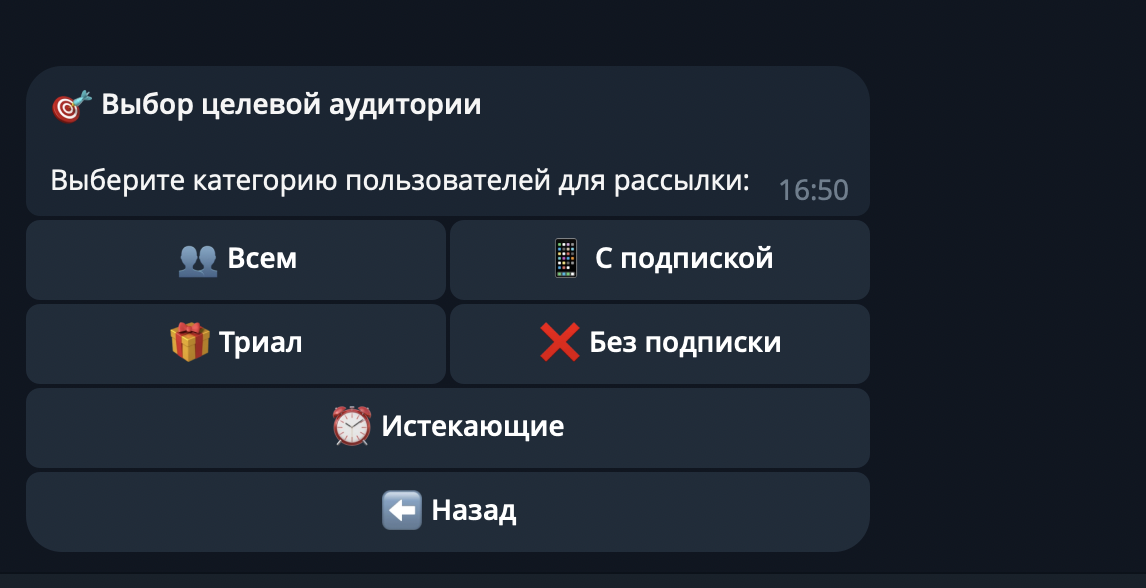 🎯 Выбор целевой аудитории
Выберите категорию пользователей для рассылки:
16:50
👥 Всем
📱 С подпиской
🎁 Триал
❌ Без подписки
⏰ Истекающие
⬅️ Назад